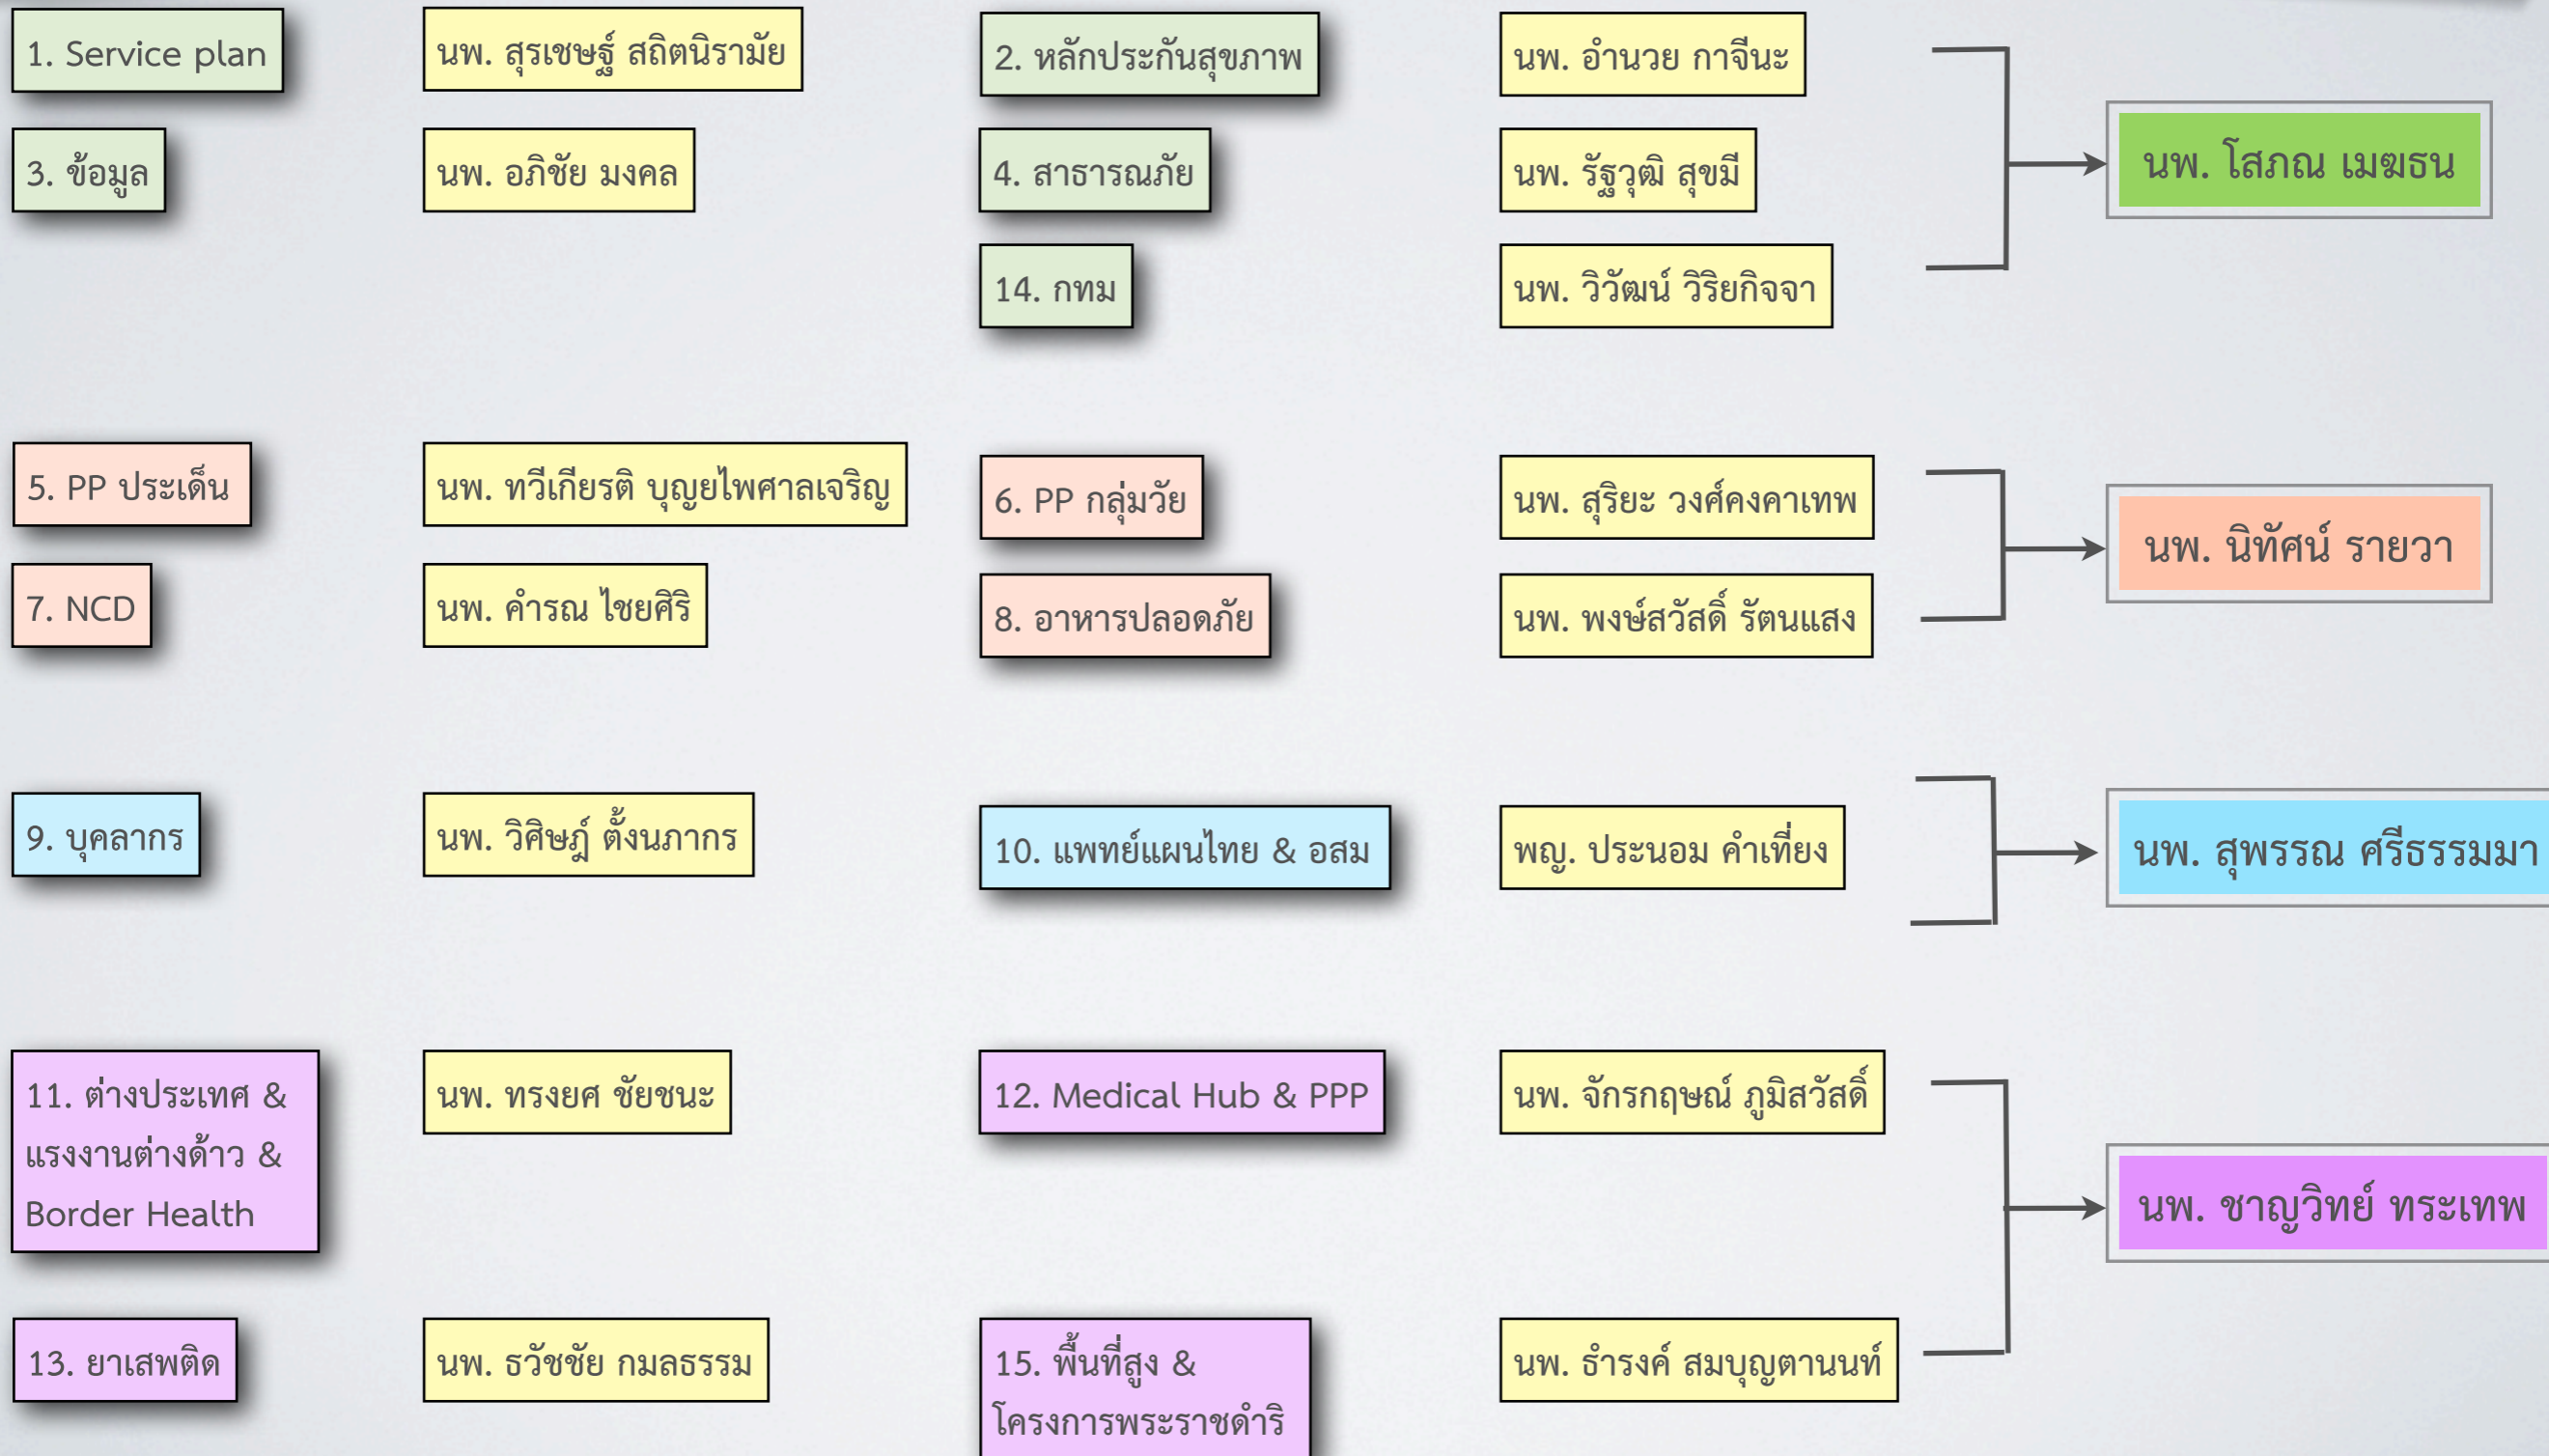 1. Service plan
นพ. สุรเชษฐ์ สถิตนิรามัย
2. หลักประกันสุขภาพ
นพ. อำนวย กาจีนะ
3. ข้อมูล
นพ. อภิชัย มงคล
4. สาธารณภัย
นพ. รัฐวุฒิ สุขมี
นพ. โสภณ เมฆธน
14. กทม
นพ. วิวัฒน์ วิริยกิจจา
5. PP ประเด็น
นพ. ทวีเกียรติ บุญยไพศาลเจริญ
6. PP กลุ่มวัย
นพ. สุริยะ วงศ์คงคาเทพ
นพ. นิทัศน์ รายวา
7. NCD
นพ. คำรณ ไชยศิริ
8. อาหารปลอดภัย
นพ. พงษ์สวัสดิ์ รัตนแสง
9. บุคลากร
นพ. วิศิษฎ์ ตั้งนภากร
10. แพทย์แผนไทย & อสม
พญ. ประนอม คำเที่ยง
นพ. สุพรรณ ศรีธรรมมา
11. ต่างประเทศ &
แรงงานต่างด้าว &
Border Health
นพ. ทรงยศ ชัยชนะ
12. Medical Hub & PPP
นพ. จักรกฤษณ์ ภูมิสวัสดิ์
นพ. ชาญวิทย์ ทระเทพ
13. ยาเสพติด
นพ. ธวัชชัย กมลธรรม
15. พื้นที่สูง &
โครงการพระราชดำริ
นพ. ธำรงค์ สมบุญตานนท์